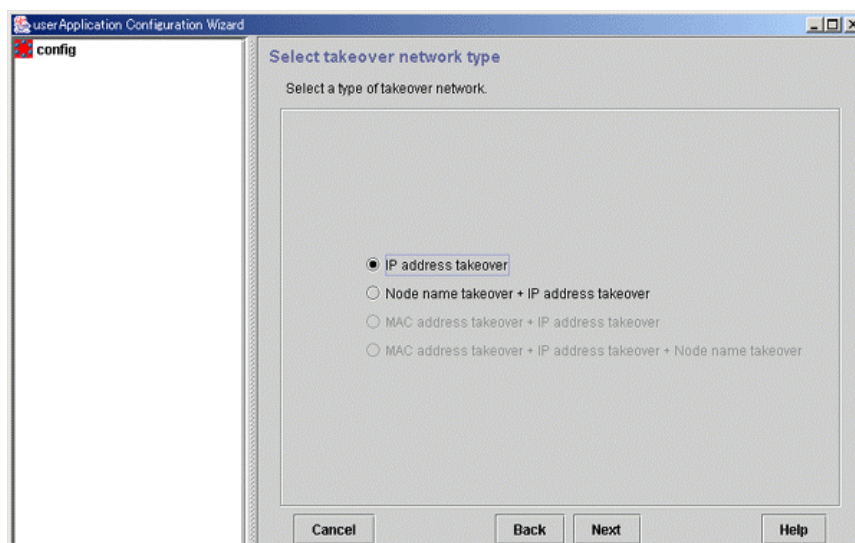 userApplication Configuration Wizard
config
Select takeover network type
Select a type of takeover network.
IP address takeover
Node name takeover + IP address takeover
MAC address takeover + IP address takeover
MAC address takeover + IP address takeover + Node name takeover
Cancel Back Next Help